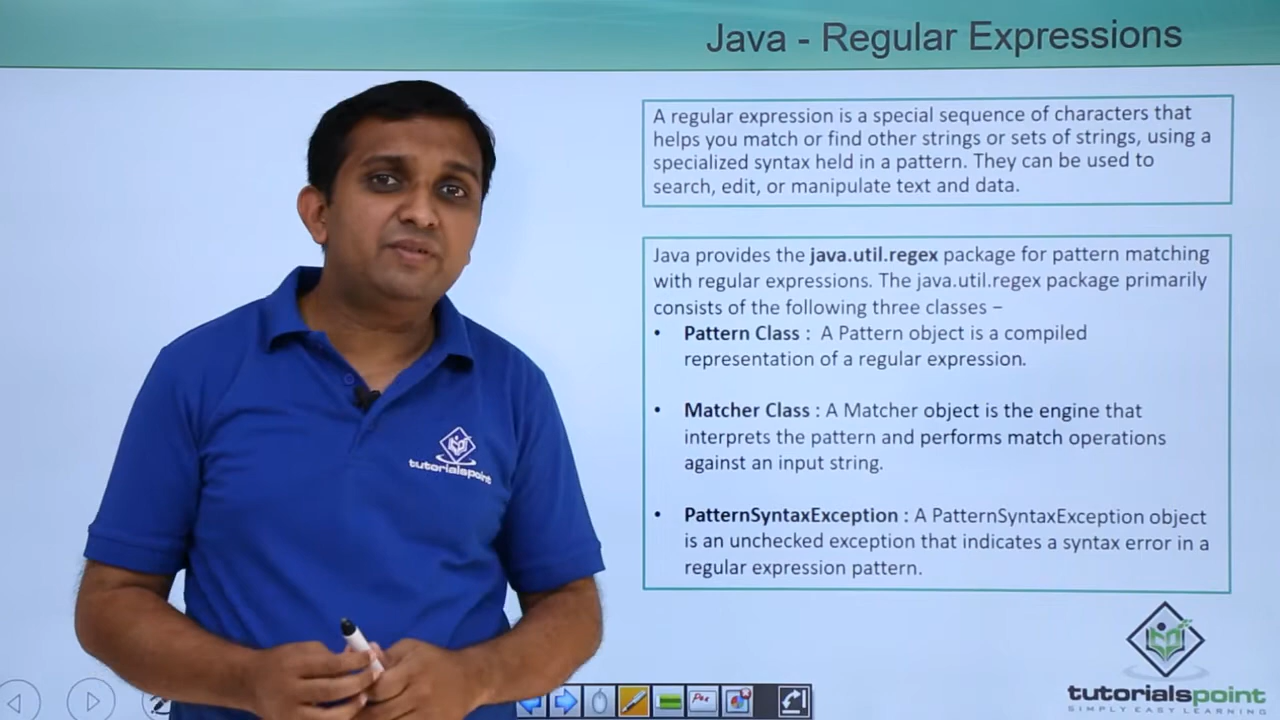 Java - Regular Expressions
A regular expression is a special sequence of characters that
helps you match or find other strings or sets of strings, using a
specialized syntax held in a pattern. They can be used to
search, edit, or manipulate text and data.
Java provides the java.util.regex package for pattern matching
with regular expressions. The java.util.regex package primarily
consists of the following three classes –
• Pattern Class : A Pattern object is a compiled
representation of a regular expression.
• Matcher Class : A Matcher object is the engine that
interprets the pattern and performs match operations
against an input string.
• PatternSyntaxException : A PatternSyntaxException object
is an unchecked exception that indicates a syntax error in a
regular expression pattern.
tutorialspoint
tutorialspoint
SIMPLY EASY LEARNING